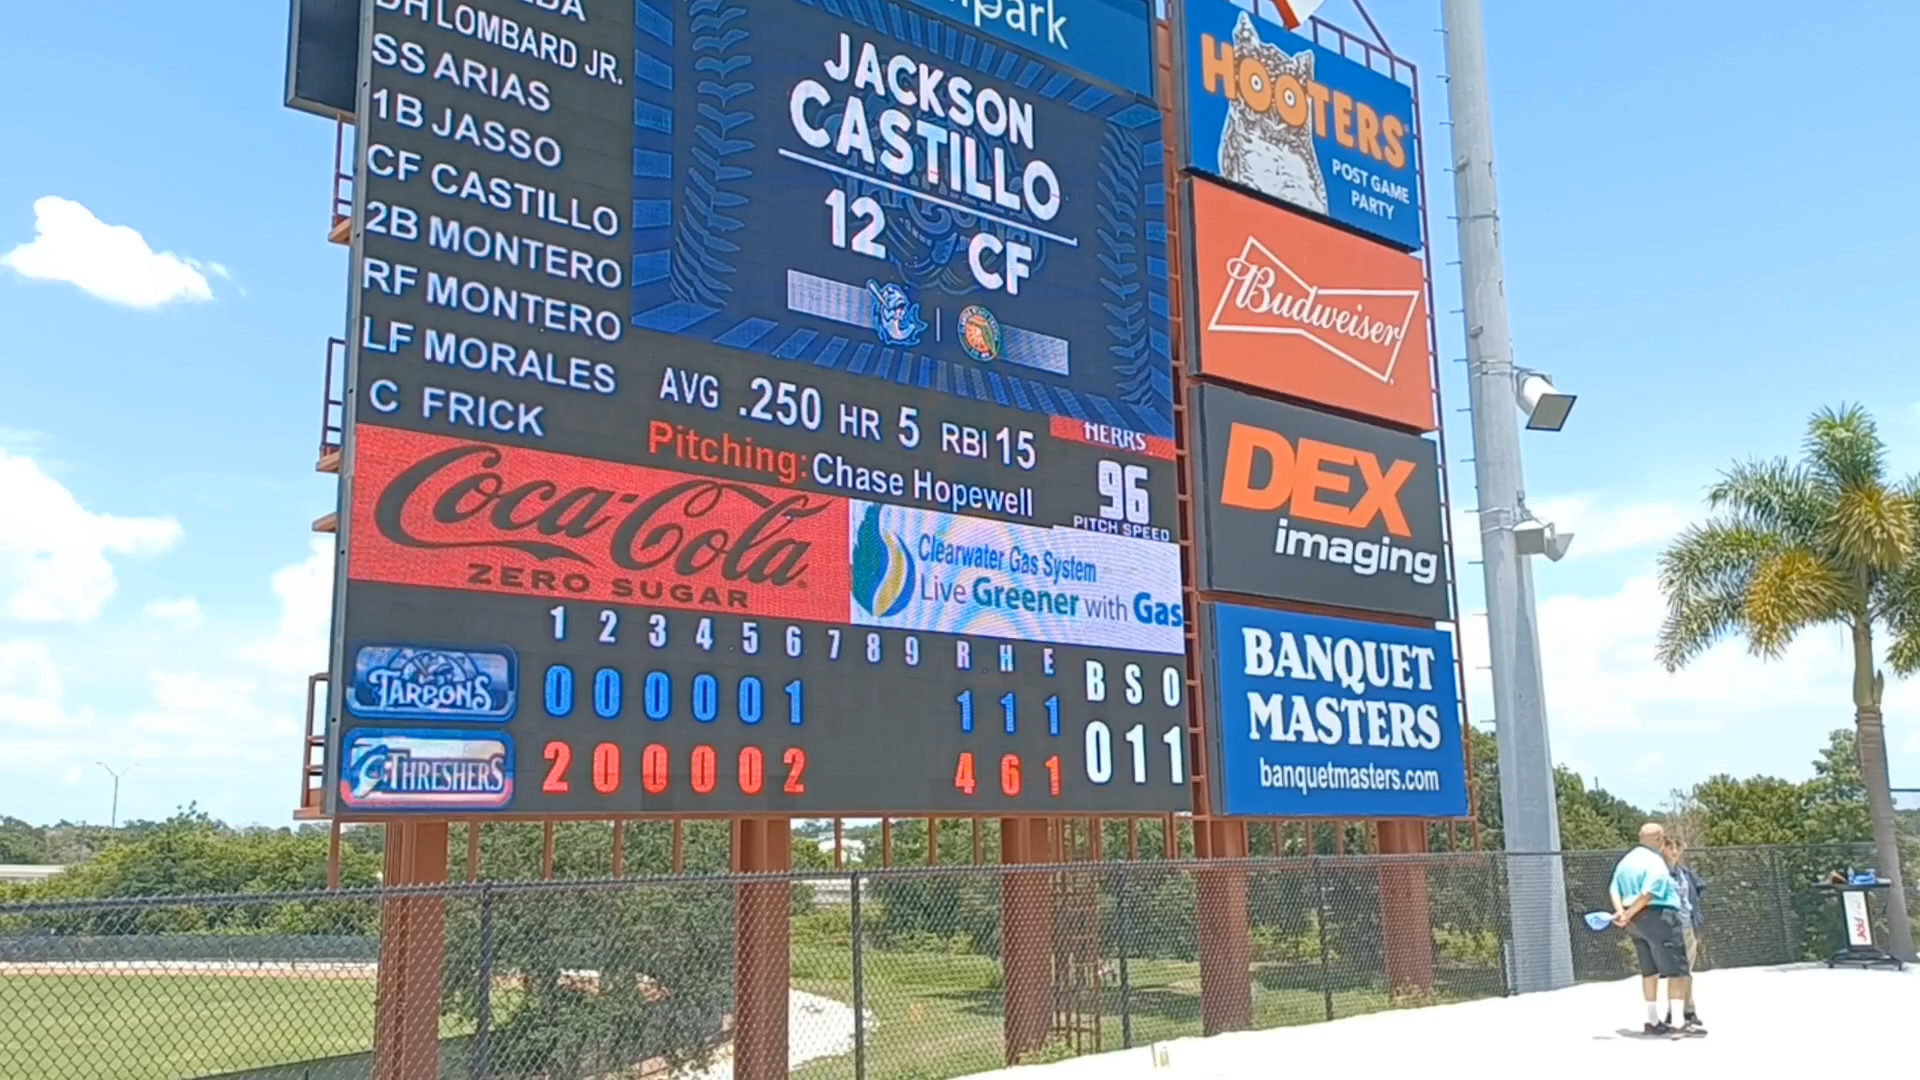 DH LOMBARD JR.
SS ARIAS
1B JASSO
CF CASTILLO
2B MONTERO
RF MONTERO
LF MORALES
C FRICK
JACKSON
CASTILLO
12 CF
AVG .250 HR 5 RBI 15
Pitching: Chase Hopewell
HERRS
96
PITCH SPEED
Coca-Cola
ZERO SUGAR
Clearwater Gas System
Live Greener with Gas
1 2 3 4 5 6 7 8 9 R H E B S O
TARPONS 0 0 0 0 0 1 1 1 1
THRESHERS 2 0 0 0 0 2 4 6 1
0 1 1
HOOTERS
POST GAME
PARTY
Budweiser
DEX
imaging
BANQUET
MASTERS
banquetmasters.com